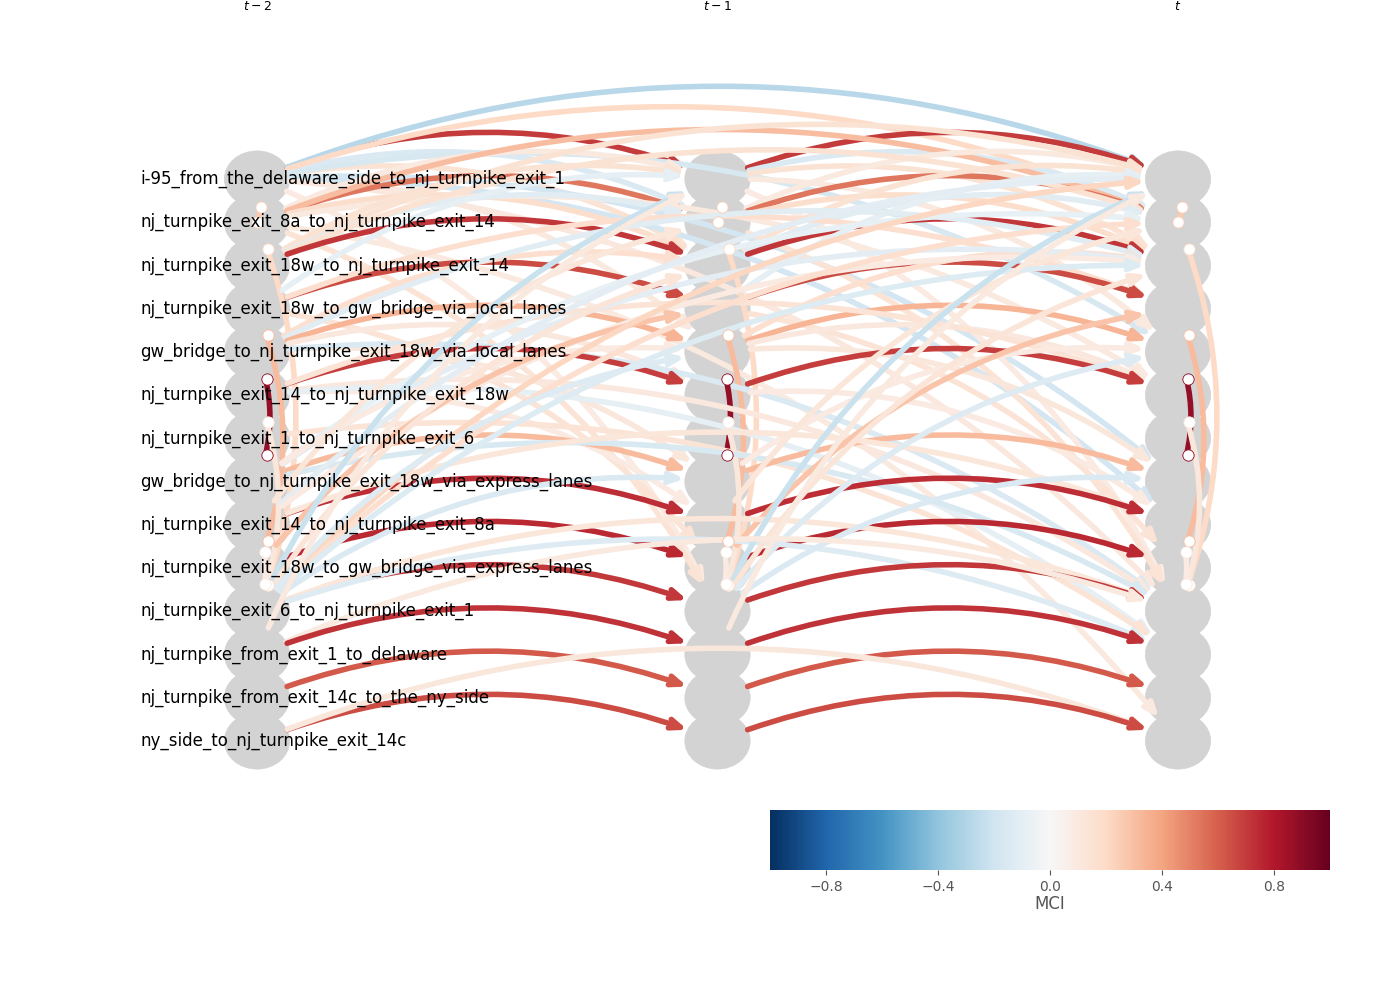 t − 2
t − 1
t
i-95_from_the_delaware_side_to_nj_turnpike_exit_1
nj_turnpike_exit_8a_to_nj_turnpike_exit_14
nj_turnpike_exit_18w_to_nj_turnpike_exit_14
nj_turnpike_exit_18w_to_gw_bridge_via_local_lanes
gw_bridge_to_nj_turnpike_exit_18w_via_local_lanes
nj_turnpike_exit_14_to_nj_turnpike_exit_18w
nj_turnpike_exit_1_to_nj_turnpike_exit_6
gw_bridge_to_nj_turnpike_exit_18w_via_express_lanes
nj_turnpike_exit_14_to_nj_turnpike_exit_8a
nj_turnpike_exit_18w_to_gw_bridge_via_express_lanes
nj_turnpike_exit_6_to_nj_turnpike_exit_1
nj_turnpike_from_exit_1_to_delaware
nj_turnpike_from_exit_14c_to_the_ny_side
ny_side_to_nj_turnpike_exit_14c
−0.8 −0.4 0.0 0.4 0.8
MCI